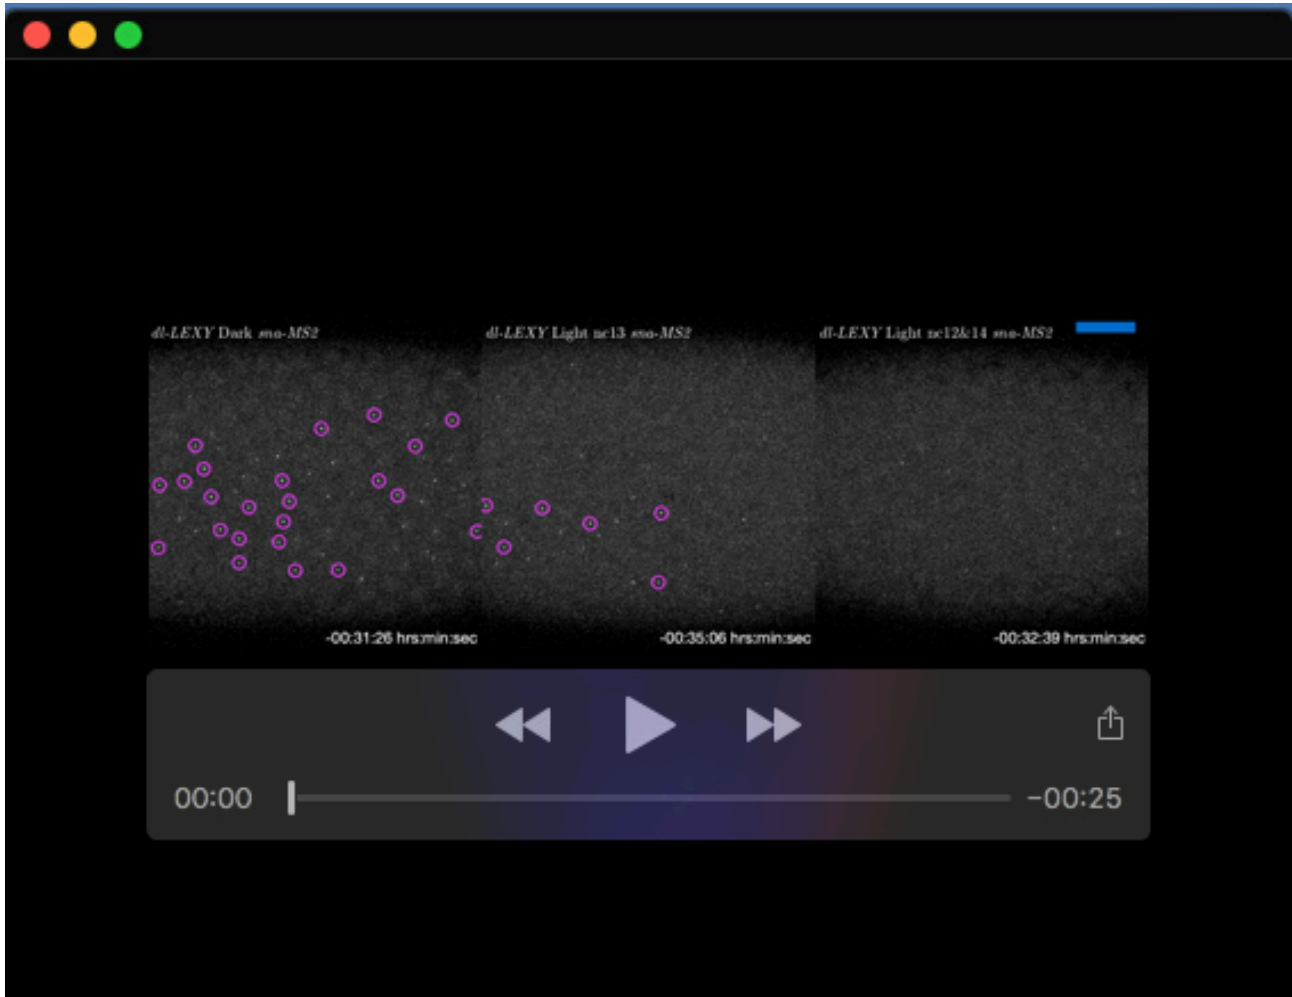 dl-LEXY Dark sna-MS2
dl-LEXY Light nc13 sna-MS2
dl-LEXY Light nc12&14 sna-MS2
-00:31:26 hrs:min:sec
-00:35:06 hrs:min:sec
-00:32:39 hrs:min:sec
00:00
-00:25